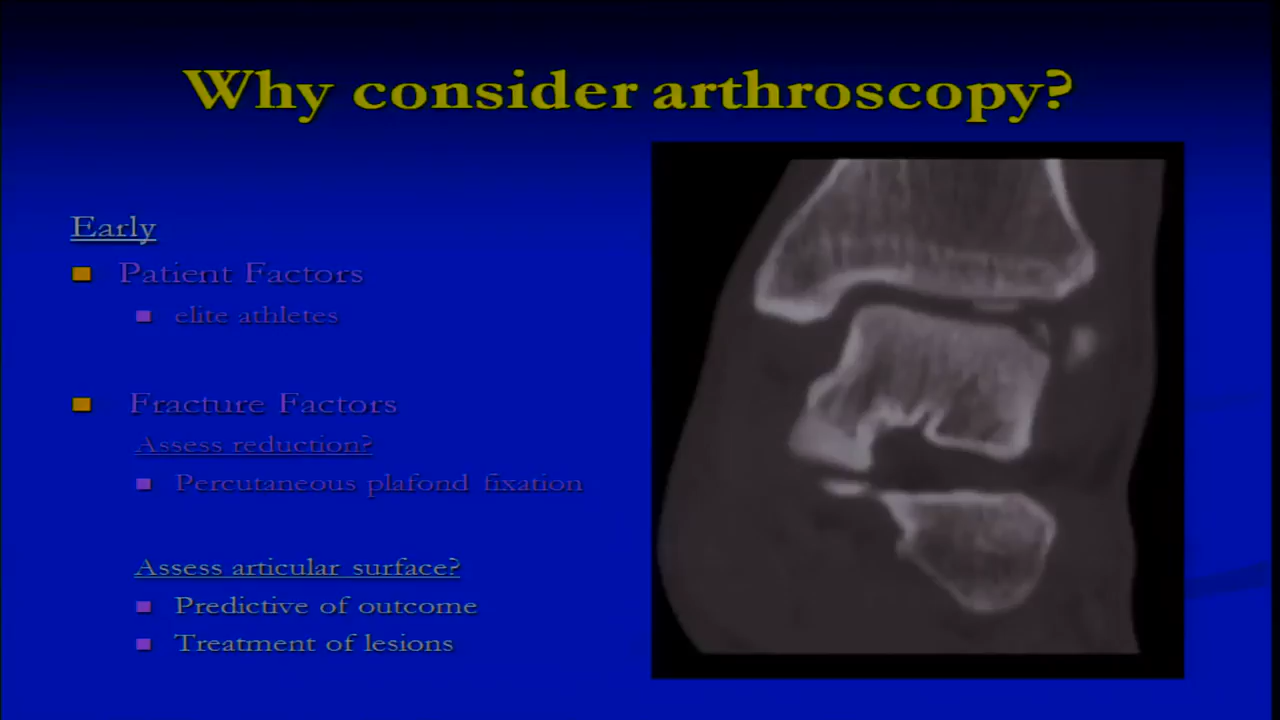 Why consider arthroscopy?
Early
Patient Factors
elite athletes
Fracture Factors
Assess reduction?
Percutaneous plafond fixation
Assess articular surface?
Predictive of outcome
Treatment of lesions